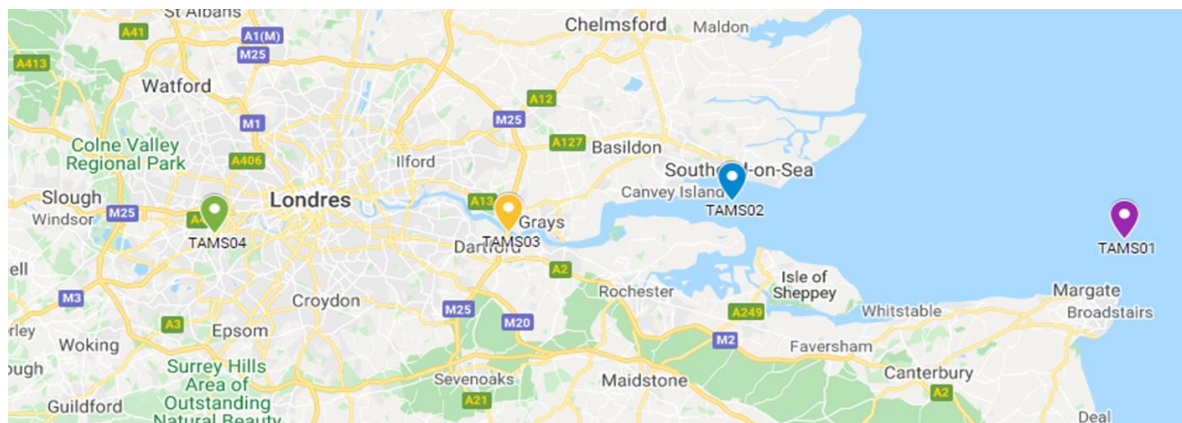 St Albans
Chelmsford
Maldon
A41
A1(M)
M25
A413
Watford
A12
M1
M25
A127
Basildon
Colne Valley
Regional Park
A406
Ilford
Southend-on-Sea
Slough
Canvey Island
Londres
A13
M25
Windsor
TAMS02
Grays
TAMS04
TAMS03
Dartford
TAMS01
A2
ell
Isle of
Sheppey
M3
Croydon
Rochester
Margate
M25
A249
Whitstable
Broadstairs
A3
Epsom
M20
rley
Woking
M2
Faversham
Surrey Hills
Area of
Outstanding
Natural Beauty
ough
Sevenoaks
Maidstone
Canterbury
A21
A2
Guildford
Deal